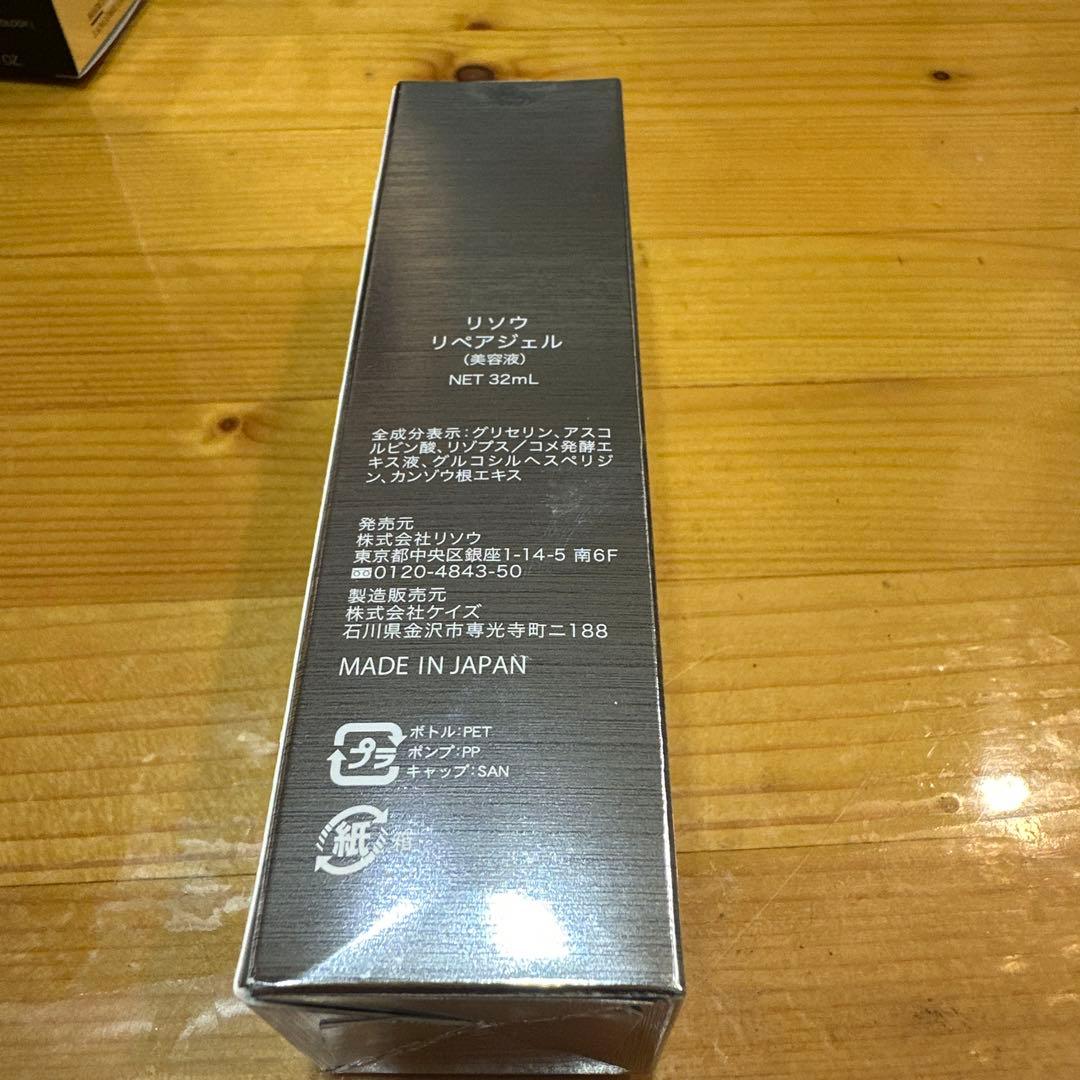 リソウ
リペアジェル
(美容液)
NET 32mL
全成分表示:グリセリン、アスコ
ルビン酸、リゾプス/コメ発酵エ
キス液、グルコシルヘスペリジ
ン、カンゾウ根エキス
発売元
株式会社リソウ
東京都中央区銀座1-14-5 南6F
0120-4843-50
製造販売元
株式会社ケイズ
石川県金沢市専光寺町ニ188
MADE IN JAPAN
プラ
ボトル:PET
ポンプ:PP
キャップ:SAN
紙 箱